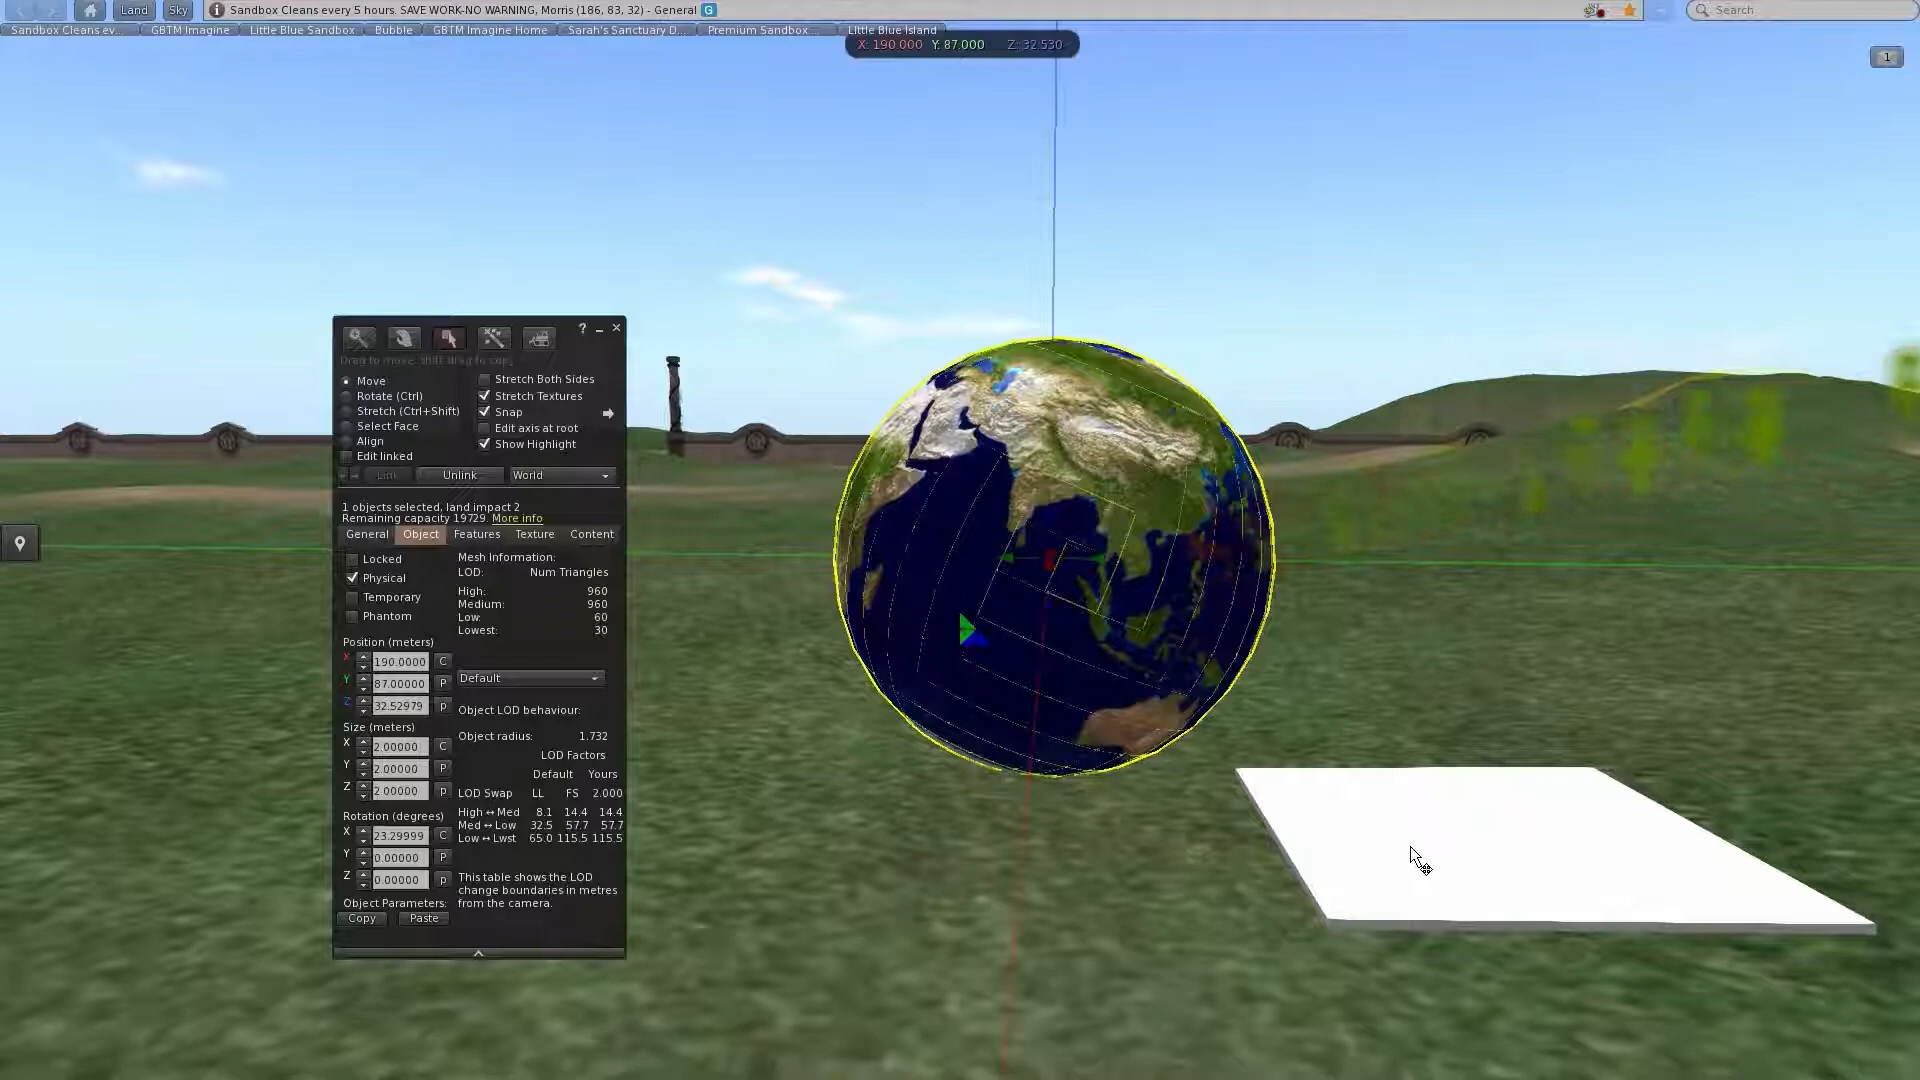 Land Sky Sandbox Cleans every 5 hours. SAVE WORK-NO WARNING, Morris (186, 83, 32) - General G Search
Sandbox Cleans ev... GBTM Imagine Little Blue Sandbox Bubble GBTM Imagine Home Sarah's Sanctuary D... Premium Sandbox... Little Blue Island
X: 190.000 Y: 87.000 Z: 32.530
1
?
Drag to move, Shift-drag to copy
Move Stretch Both Sides
Rotate (Ctrl) Stretch Textures
Stretch (Ctrl+Shift) Snap
Select Face Edit axis at root
Align Show Highlight
Edit linked
Link Unlink World
1 objects selected, land impact 2
Remaining capacity 19729. More info
General Object Features Texture Content
Locked Mesh Information:
LOD: Num Triangles
Physical
Temporary High: 960
Medium: 960
Phantom Low: 60
Lowest: 30
Position (meters)
X 190.0000 C
Y 87.00000 P Default
Z 32.52979 p
Object LOD behaviour:
Size (meters)
Object radius: 1.732
X 2.00000 C
LOD Factors
Y 2.00000 P Default Yours
Z 2.00000 p LOD Swap LL FS 2.000
Rotation (degrees) High ↔ Med 8.1 14.4 14.4
X 23.29999 C Med ↔ Low 32.5 57.7 57.7
Low ↔ Lwst 65.0 115.5 115.5
Y 0.00000 P
Z 0.00000 p This table shows the LOD
change boundaries in metres
Object Parameters: from the camera.
Copy Paste